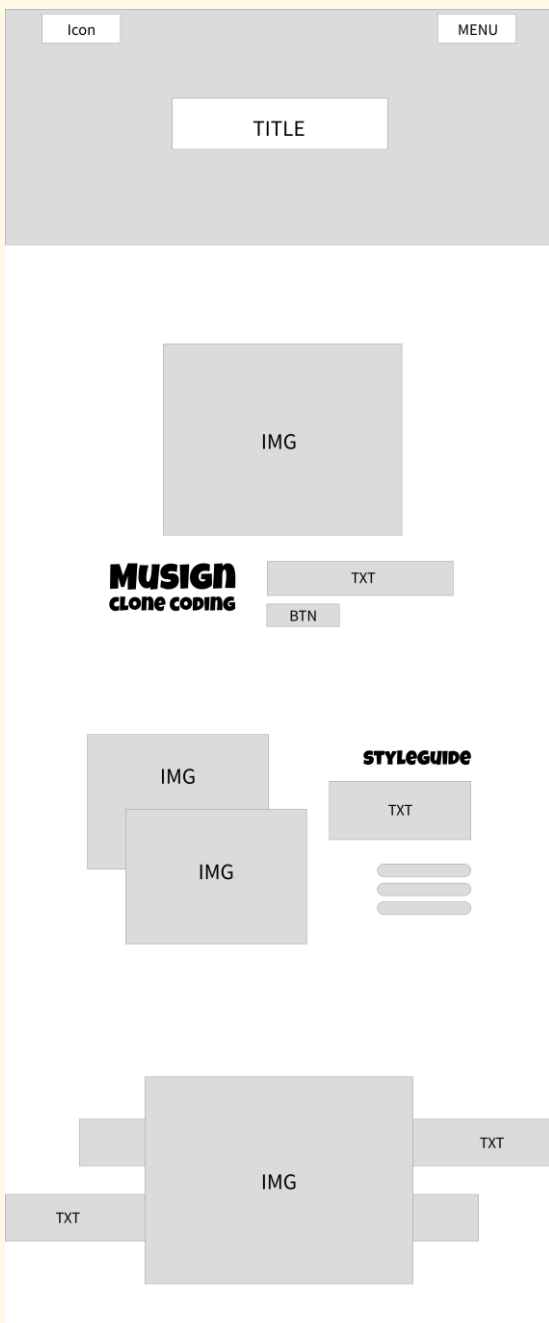 Icon
MENU
TITLE
IMG
Musign
clone coding
TXT
BTN
IMG
IMG
styleguide
TXT
TXT
IMG
TXT